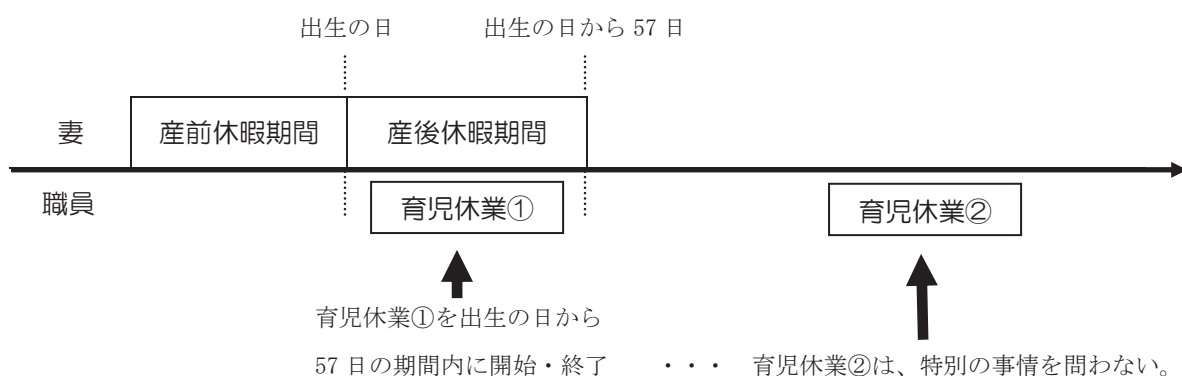 出生の日 出生の日から 57 日
妻 産前休暇期間 産後休暇期間
職員 育児休業① 育児休業②
育児休業①を出生の日から
57 日の期間内に開始・終了 ・・・ 育児休業②は、特別の事情を問わない。